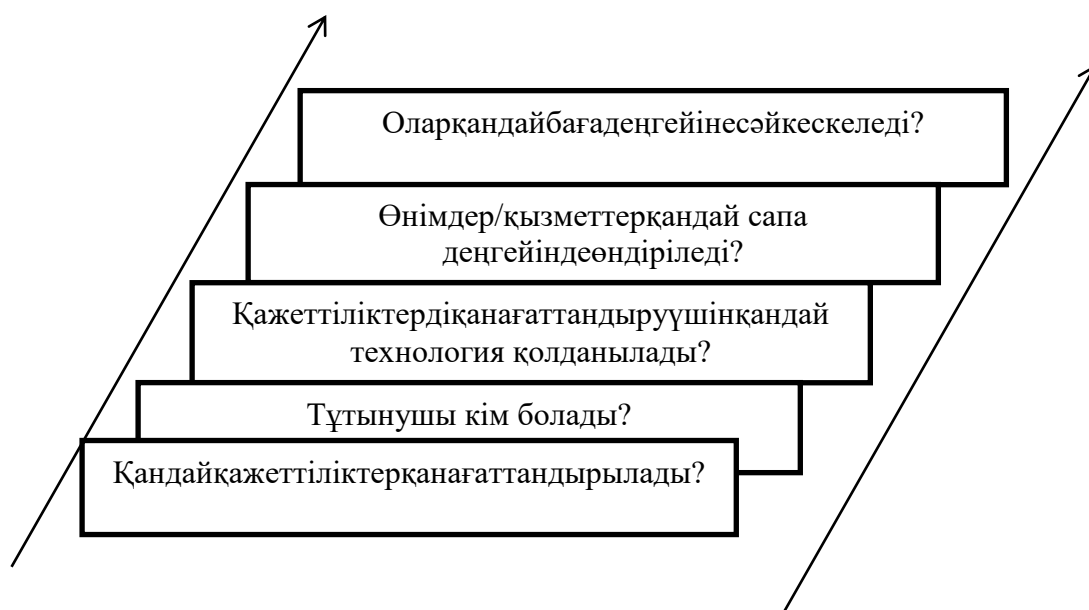 Оларқандайбағадеңгейінесәйкескеледі?
Өнімдер/қызметтерқандай сапа
деңгейіндеөндіріледі?
Қажеттіліктердіқанағаттандыруүшінқандай
технология қолданылады?
Тұтынушы кім болады?
Қандайқажеттіліктерқанағаттандырылады?